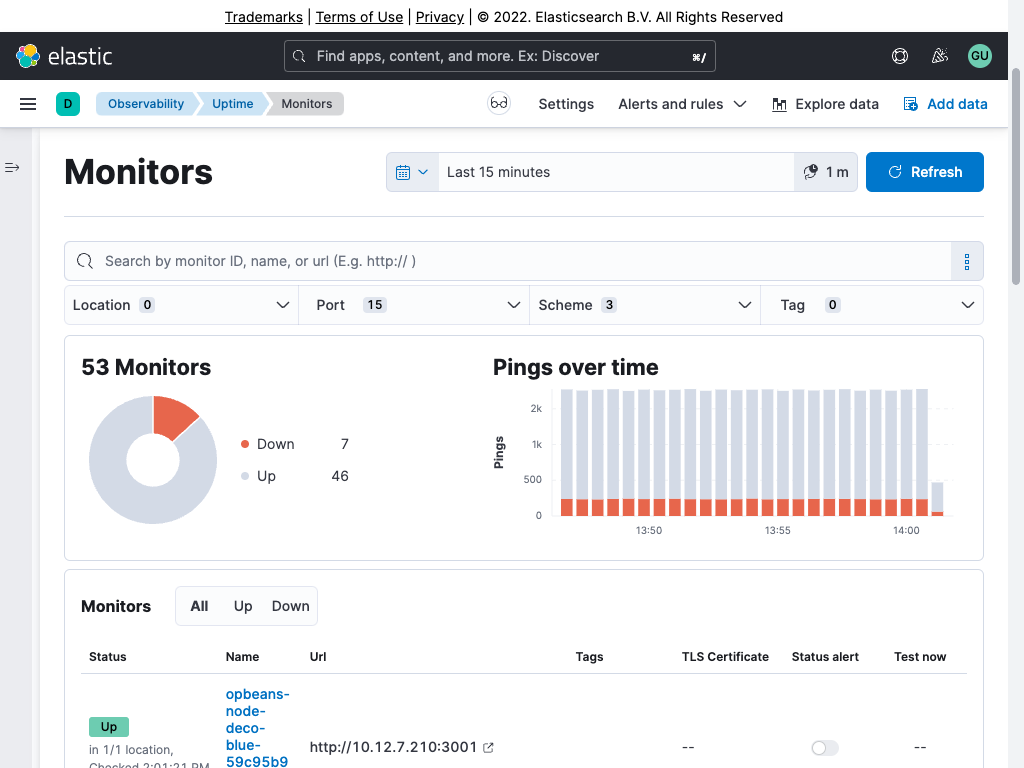 Trademarks | Terms of Use | Privacy | © 2022. Elasticsearch B.V. All Rights Reserved
elastic
Find apps, content, and more. Ex: Discover
⌘/
GU
D
Observability
Uptime
Monitors
Settings
Alerts and rules
Explore data
Add data
Monitors
Last 15 minutes
1 m
Refresh
Search by monitor ID, name, or url (E.g. http:// )
Location 0
Port 15
Scheme 3
Tag 0
53 Monitors
Down 7
Up 46
Pings over time
Pings
2k
1k
500
0
13:50
13:55
14:00
Monitors
All
Up
Down
Status
Name
Url
Tags
TLS Certificate
Status alert
Test now
Up
in 1/1 location,
Checked 2:01:21 PM
opbeans-
node-
deco-
blue-
59c95b9
http://10.12.7.210:3001
--
--